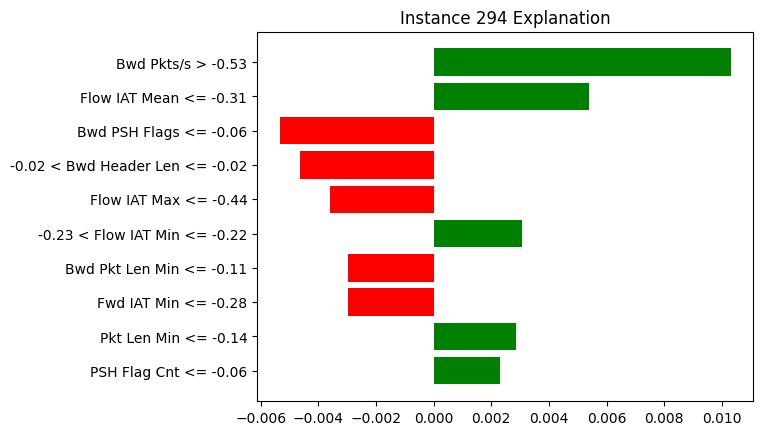 Instance 294 Explanation
Bwd Pkts/s > -0.53
Flow IAT Mean <= -0.31
Bwd PSH Flags <= -0.06
-0.02 < Bwd Header Len <= -0.02
Flow IAT Max <= -0.44
-0.23 < Flow IAT Min <= -0.22
Bwd Pkt Len Min <= -0.11
Fwd IAT Min <= -0.28
Pkt Len Min <= -0.14
PSH Flag Cnt <= -0.06
−0.006 −0.004 −0.002 0.000 0.002 0.004 0.006 0.008 0.010